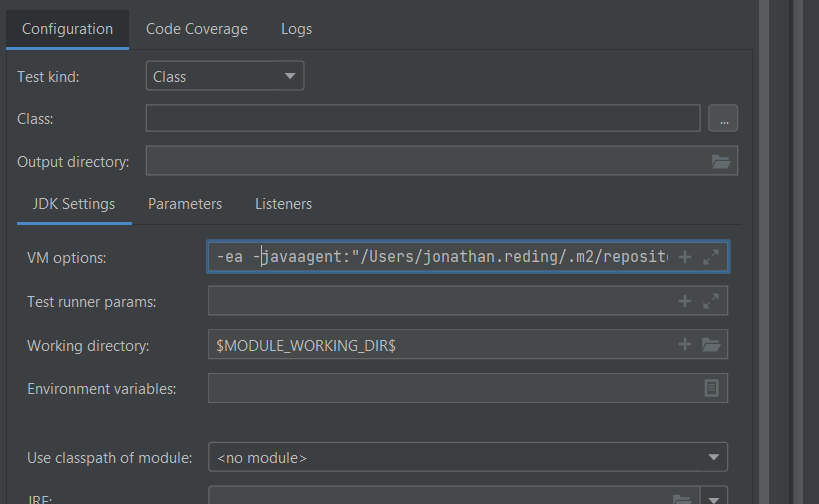 Configuration Code Coverage Logs
Test kind: Class
Class: ...
Output directory:
JDK Settings Parameters Listeners
VM options: -ea -javaagent:"/Users/jonathan.reding/.m2/reposit
Test runner params:
Working directory: $MODULE_WORKING_DIR$
Environment variables:
Use classpath of module: <no module>
JRE: